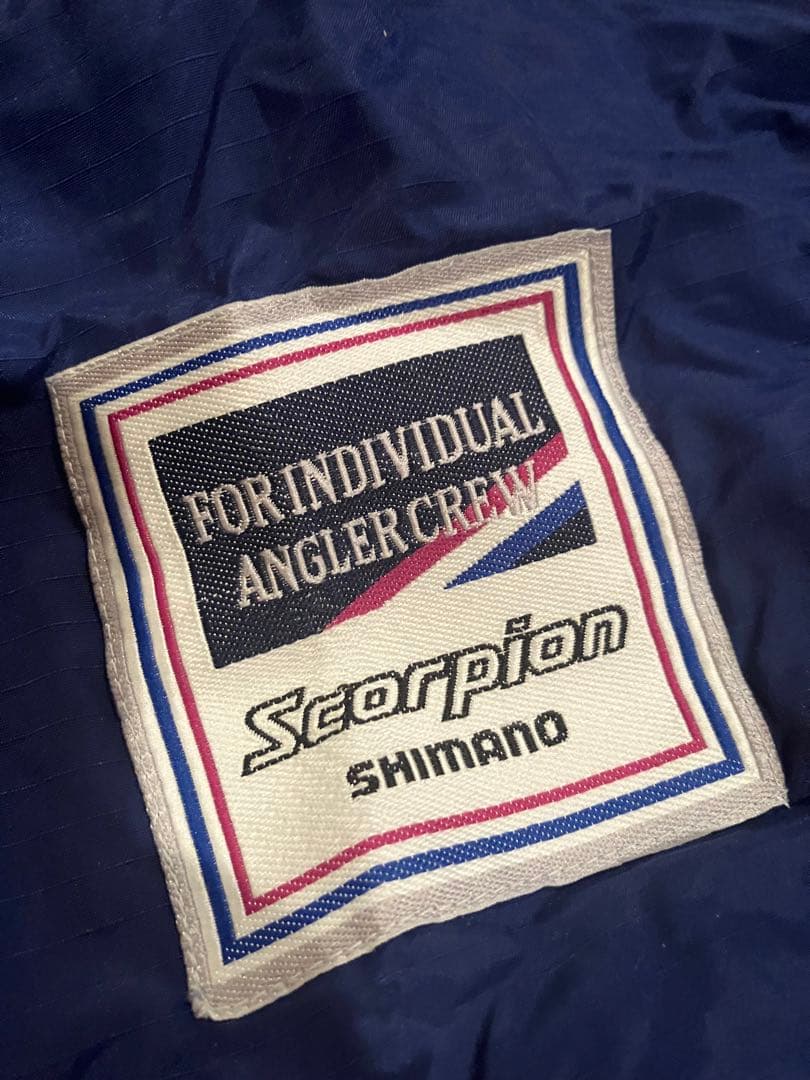 FOR INDIVIDUAL
ANGLER CREW
Scorpion
SHIMANO